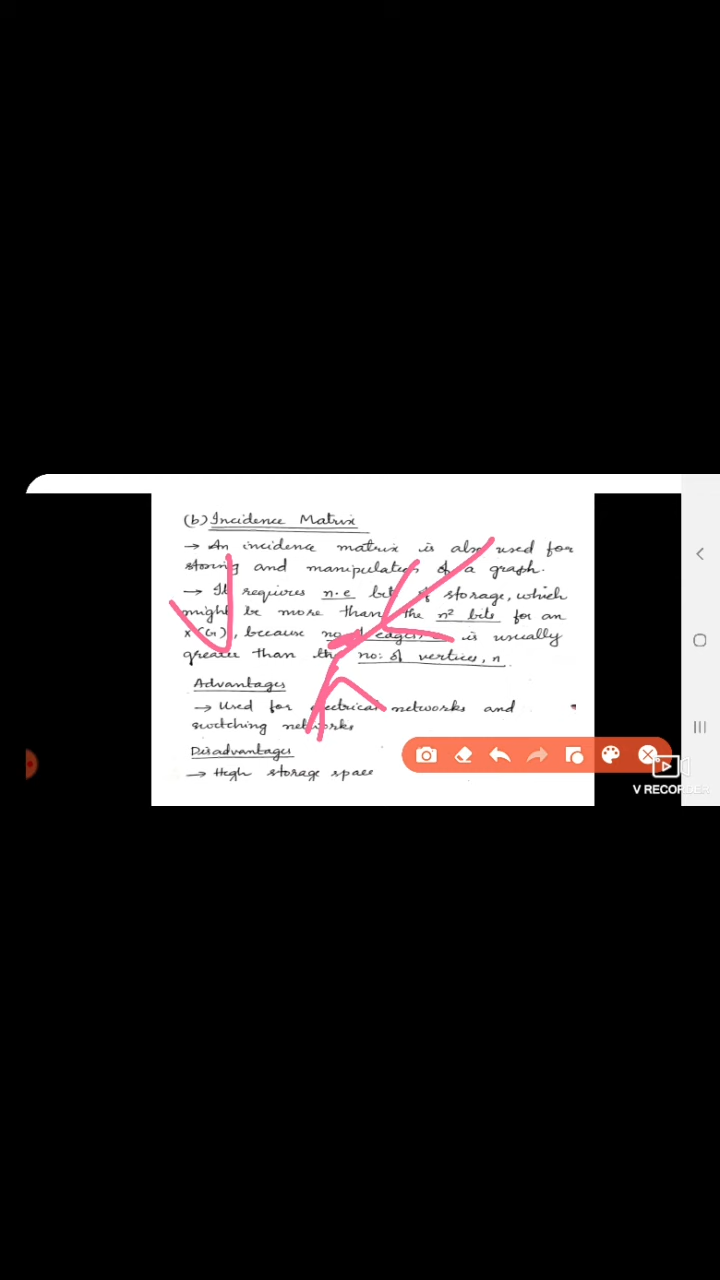 (b) Incidence Matrix
→ An incidence matrix is also used for
storing and manipulation of a graph.
→ It requires n·e bits of storage, which
might be more than the n² bits for an
X(G), because no: of is usually
greater than the no: of vertices, n
Advantages
→ Used for electrical networks and
switching networks
Disadvantages
→ High storage space
V RECORDER